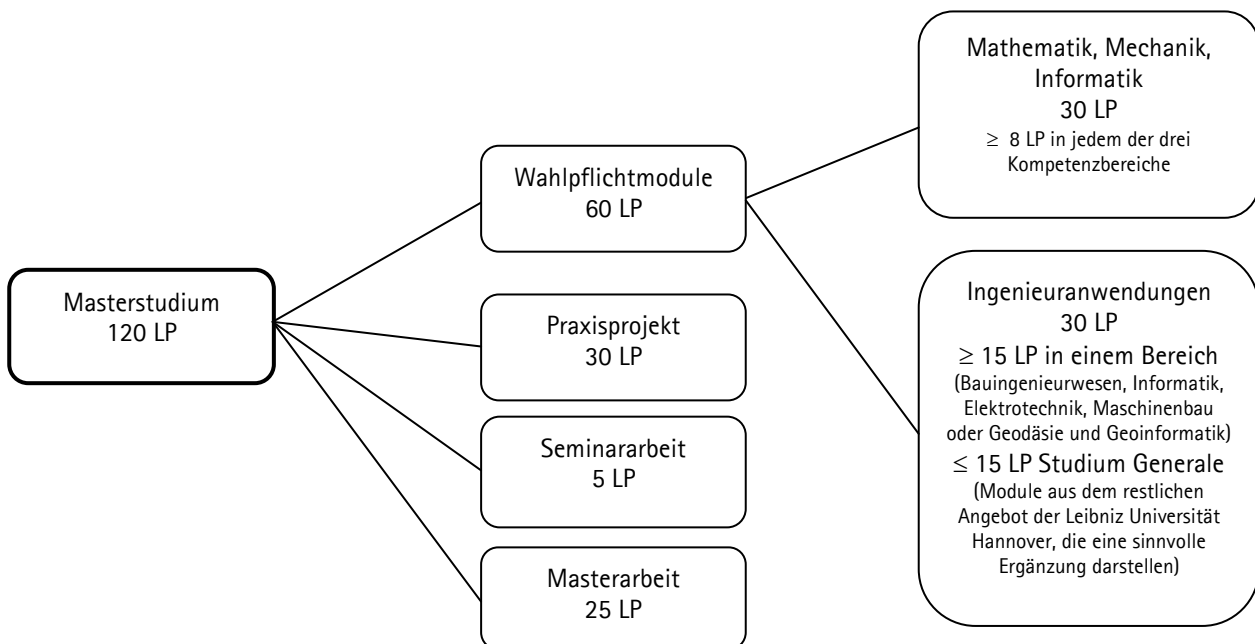 Masterstudium
120 LP
Wahlpflichtmodule
60 LP
Praxisprojekt
30 LP
Seminararbeit
5 LP
Masterarbeit
25 LP
Mathematik, Mechanik,
Informatik
30 LP
≥ 8 LP in jedem der drei
Kompetenzbereiche
Ingenieuranwendungen
30 LP
≥ 15 LP in einem Bereich
(Bauingenieurwesen, Informatik,
Elektrotechnik, Maschinenbau
oder Geodäsie und Geoinformatik)
≤ 15 LP Studium Generale
(Module aus dem restlichen
Angebot der Leibniz Universität
Hannover, die eine sinnvolle
Ergänzung darstellen)